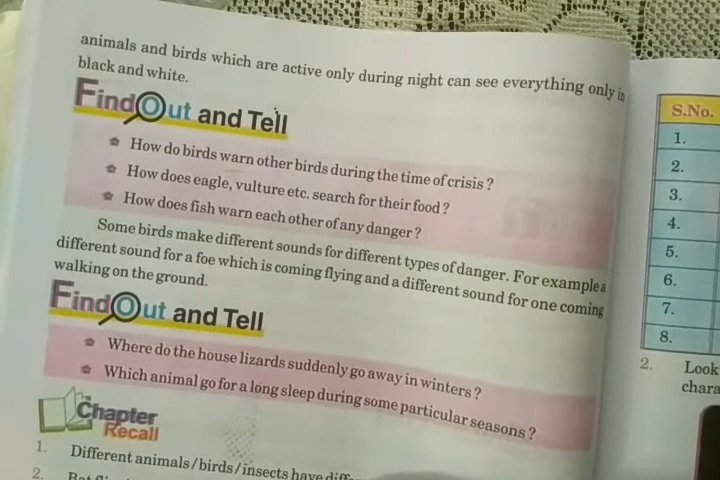 animals and birds which are active only during night can see everything only in
black and white.
Find Out and Tell
How do birds warn other birds during the time of crisis ?
How does eagle, vulture etc. search for their food ?
How does fish warn each other of any danger ?
Some birds make different sounds for different types of danger. For example a
different sound for a foe which is coming flying and a different sound for one coming
walking on the ground.
Find Out and Tell
Where do the house lizards suddenly go away in winters ?
Which animal go for a long sleep during some particular seasons ?
Chapter
Recall
1. Different animals/birds/insects have
2. Bat
S.No.
1.
2.
3.
4.
5.
6.
7.
8.
2. Look